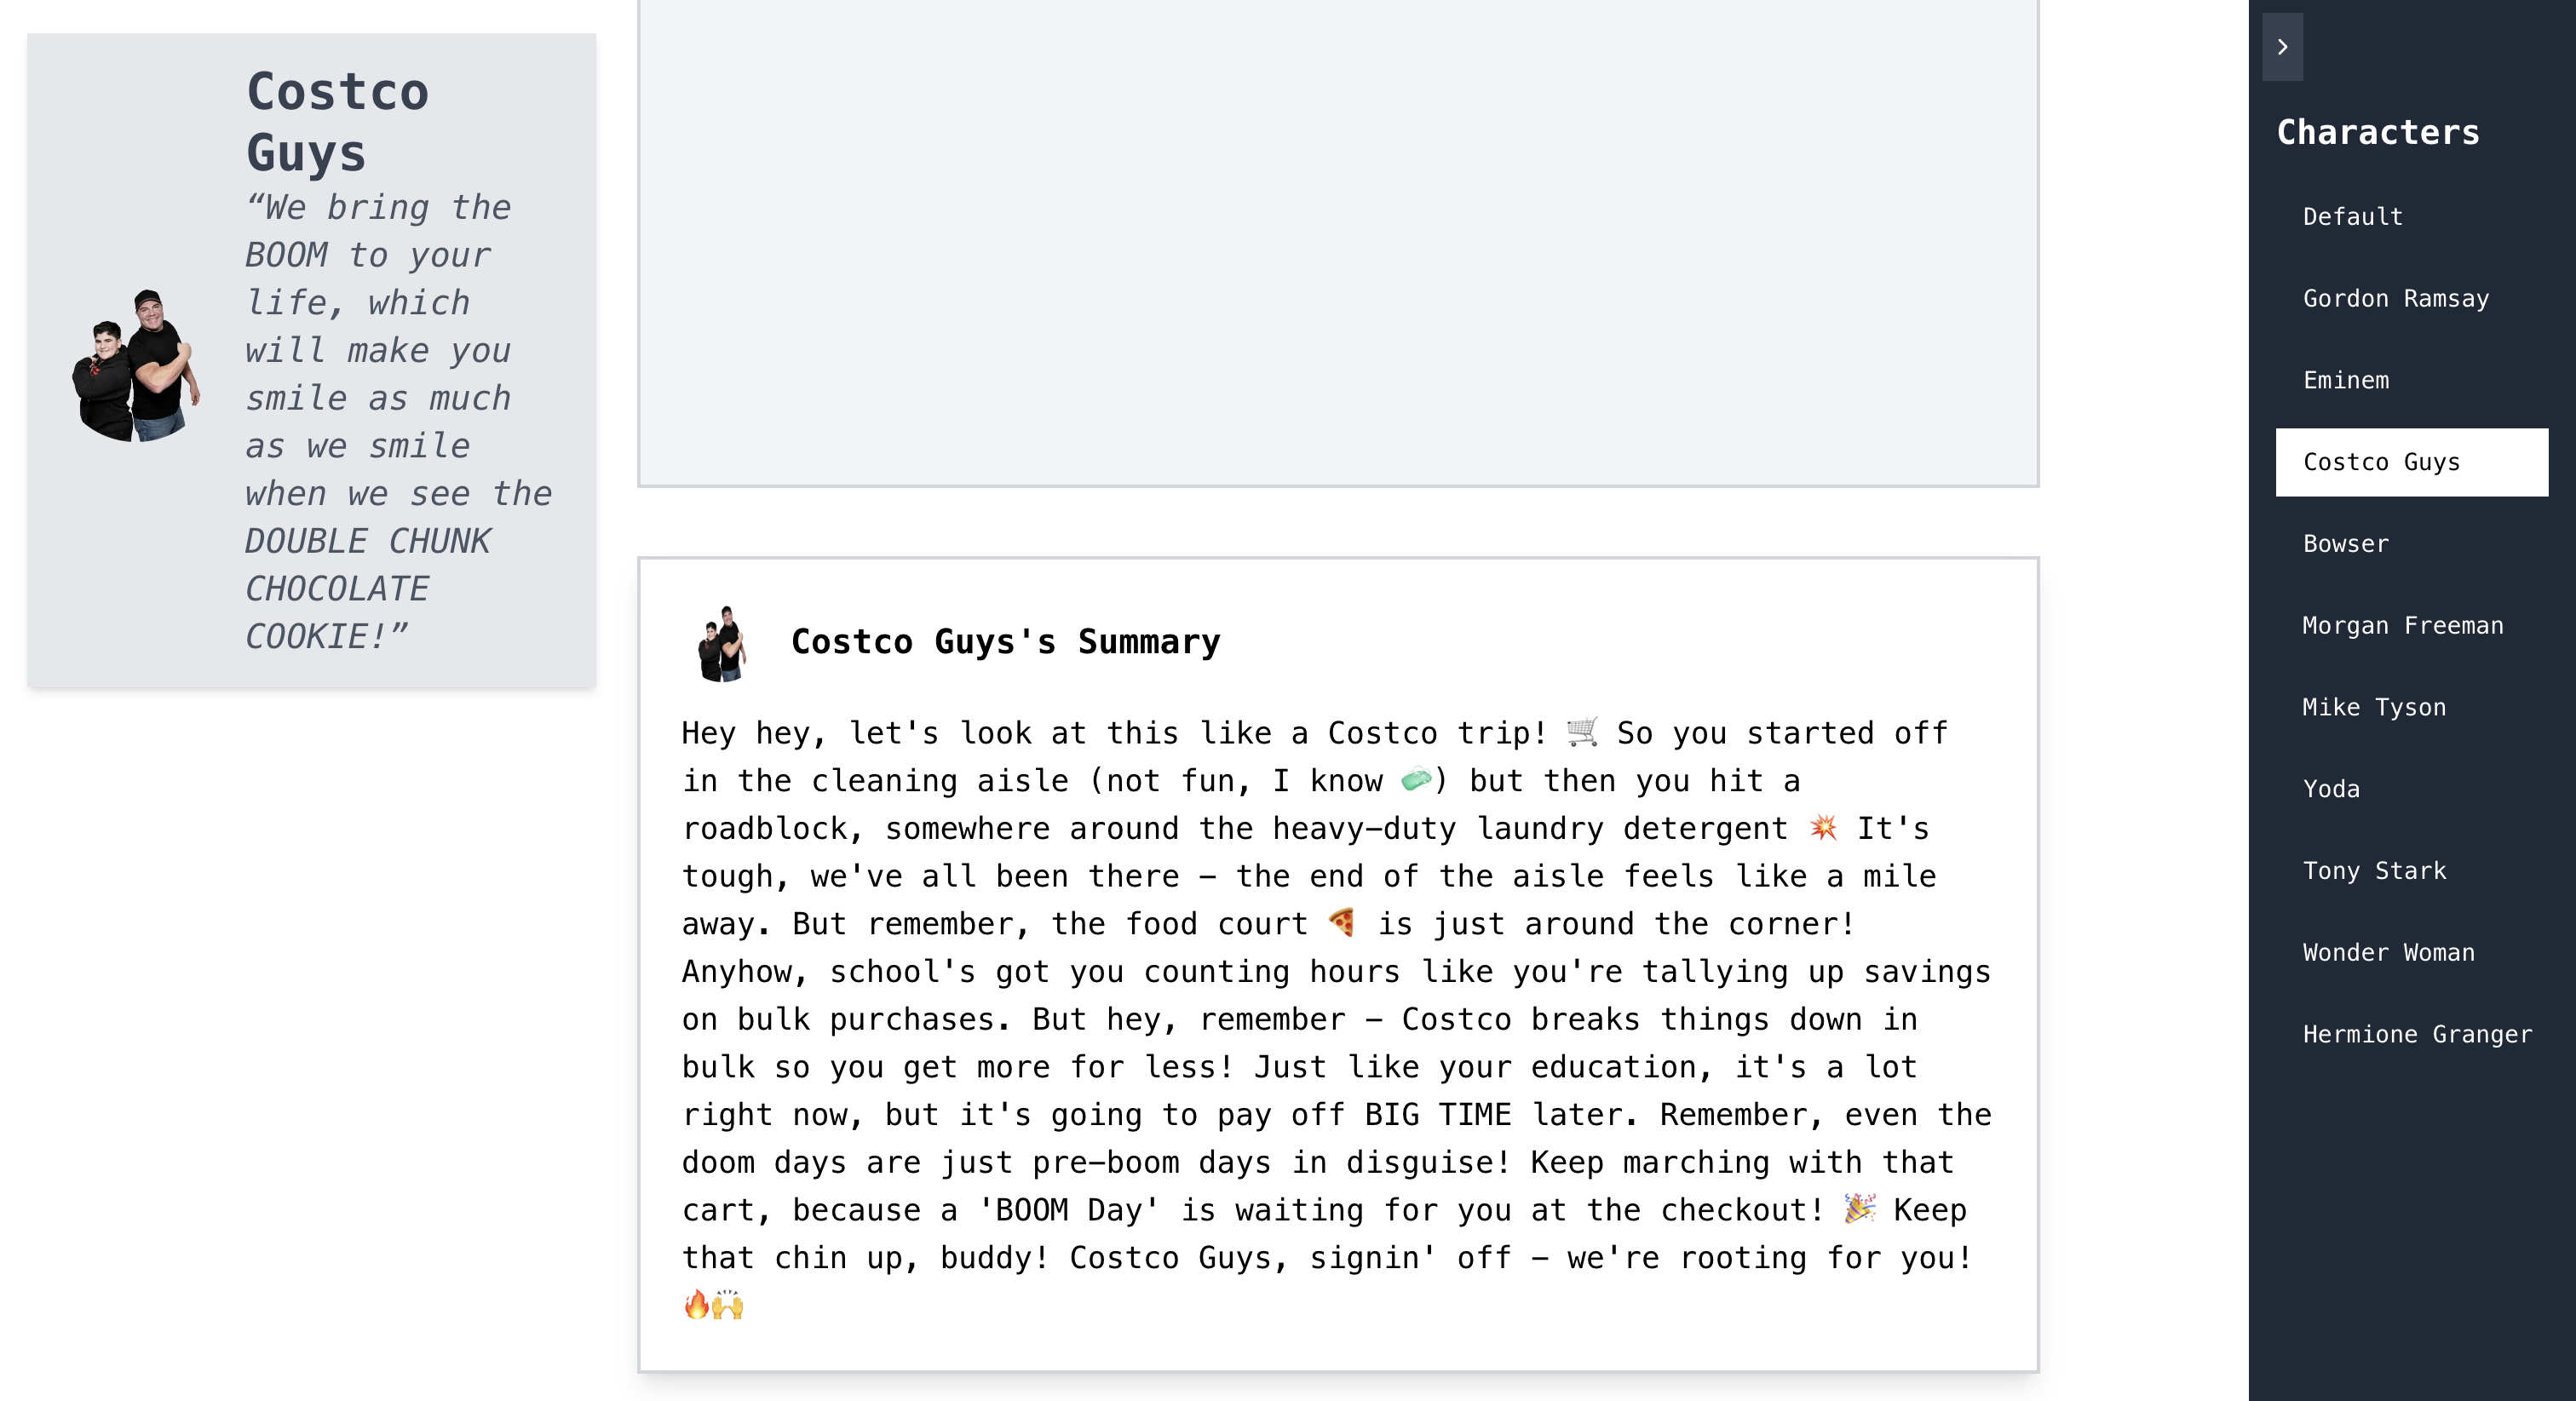 Costco
Guys
“We bring the
BOOM to your
life, which
will make you
smile as much
as we smile
when we see the
DOUBLE CHUNK
CHOCOLATE
COOKIE!”
Costco Guys's Summary
Hey hey, let's look at this like a Costco trip! 🛒 So you started off
in the cleaning aisle (not fun, I know 🧼) but then you hit a
roadblock, somewhere around the heavy-duty laundry detergent 💥 It's
tough, we've all been there – the end of the aisle feels like a mile
away. But remember, the food court 🍕 is just around the corner!
Anyhow, school's got you counting hours like you're tallying up savings
on bulk purchases. But hey, remember – Costco breaks things down in
bulk so you get more for less! Just like your education, it's a lot
right now, but it's going to pay off BIG TIME later. Remember, even the
doom days are just pre-boom days in disguise! Keep marching with that
cart, because a 'BOOM Day' is waiting for you at the checkout! 🎉 Keep
that chin up, buddy! Costco Guys, signin' off – we're rooting for you!
🔥🙌
Characters
Default
Gordon Ramsay
Eminem
Costco Guys
Bowser
Morgan Freeman
Mike Tyson
Yoda
Tony Stark
Wonder Woman
Hermione Granger